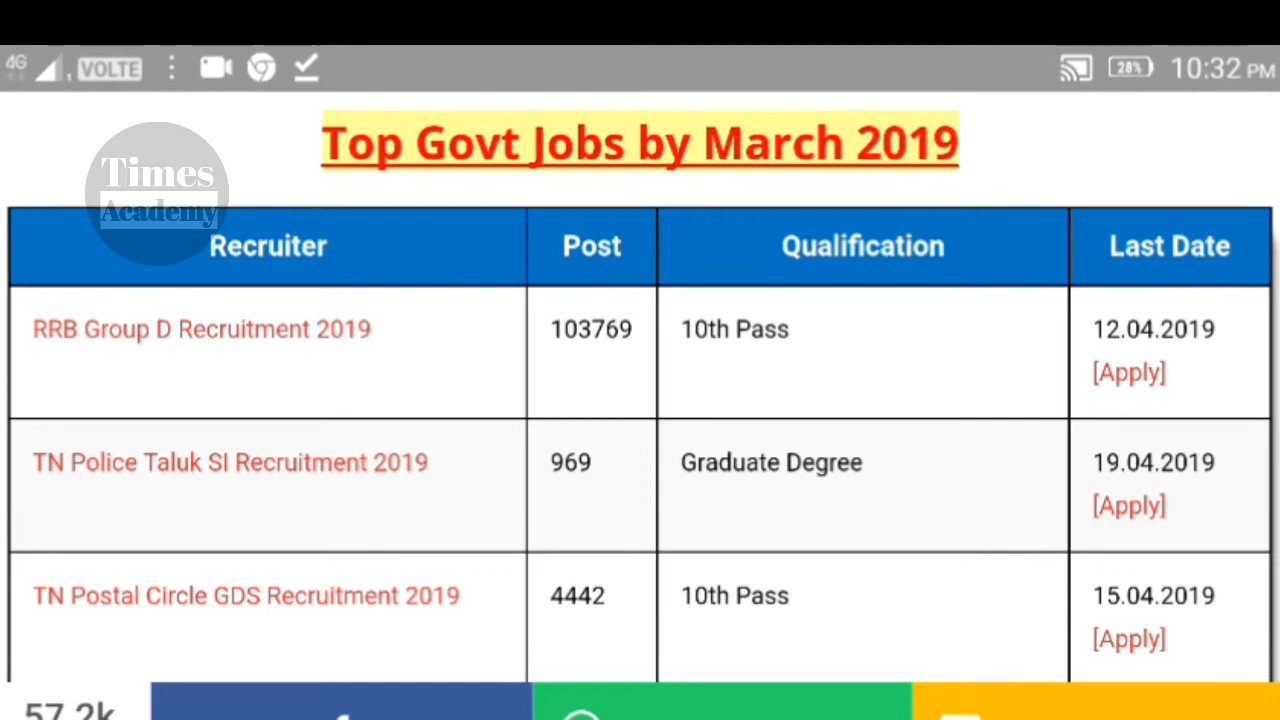 4G , VOLTE 28% 10:32 PM
Top Govt Jobs by March 2019
Times
Academy
Recruiter Post Qualification Last Date
RRB Group D Recruitment 2019 103769 10th Pass 12.04.2019
[Apply]
TN Police Taluk SI Recruitment 2019 969 Graduate Degree 19.04.2019
[Apply]
TN Postal Circle GDS Recruitment 2019 4442 10th Pass 15.04.2019
[Apply]
57.2k